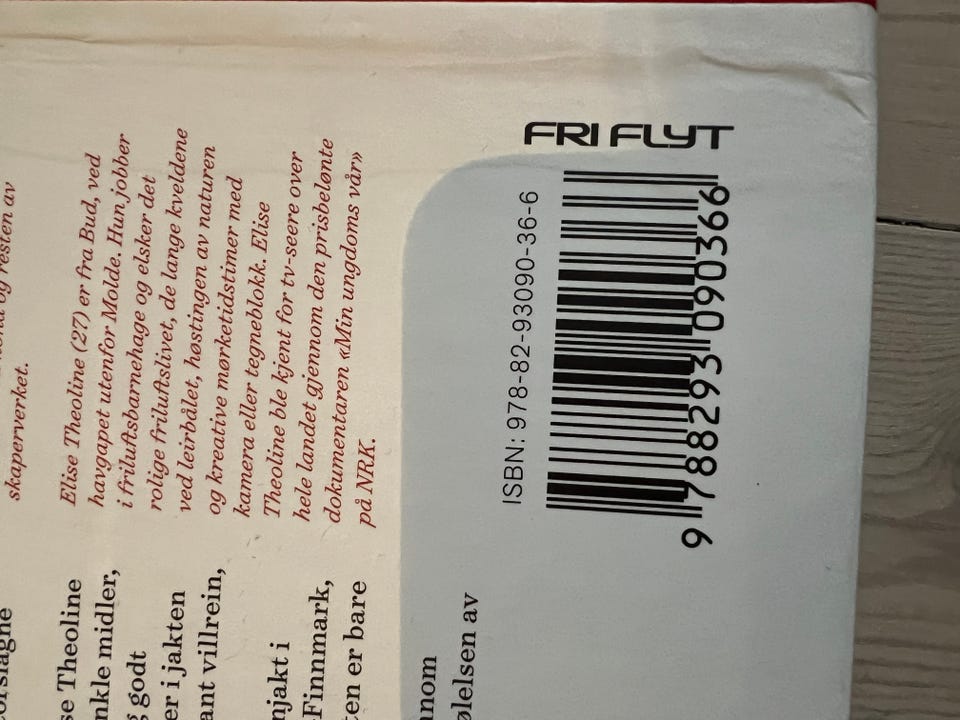 resten av
skaperverket.
Elise Theoline (27) er fra Bud, ved
havgapet utenfor Molde. Hun jobber
i friluftsbarnehage og elsker det
rolige friluftslivet, de lange kveldene
ved leirbålet, høstingen av naturen
og kreative mørketidstimer med
kamera eller tegneblokk. Elise
Theoline ble kjent for tv-seere over
hele landet gjennom den prisbelønte
dokumentaren «Min ungdoms vår»
på NRK.
se Theoline
nkle midler,
g godt
er i jakten
ant villrein,
njakt i
Finnmark,
ten er bare
nnom
ølelsen av
FRI FLYT
ISBN: 978-82-93090-36-6
9 788293 090366